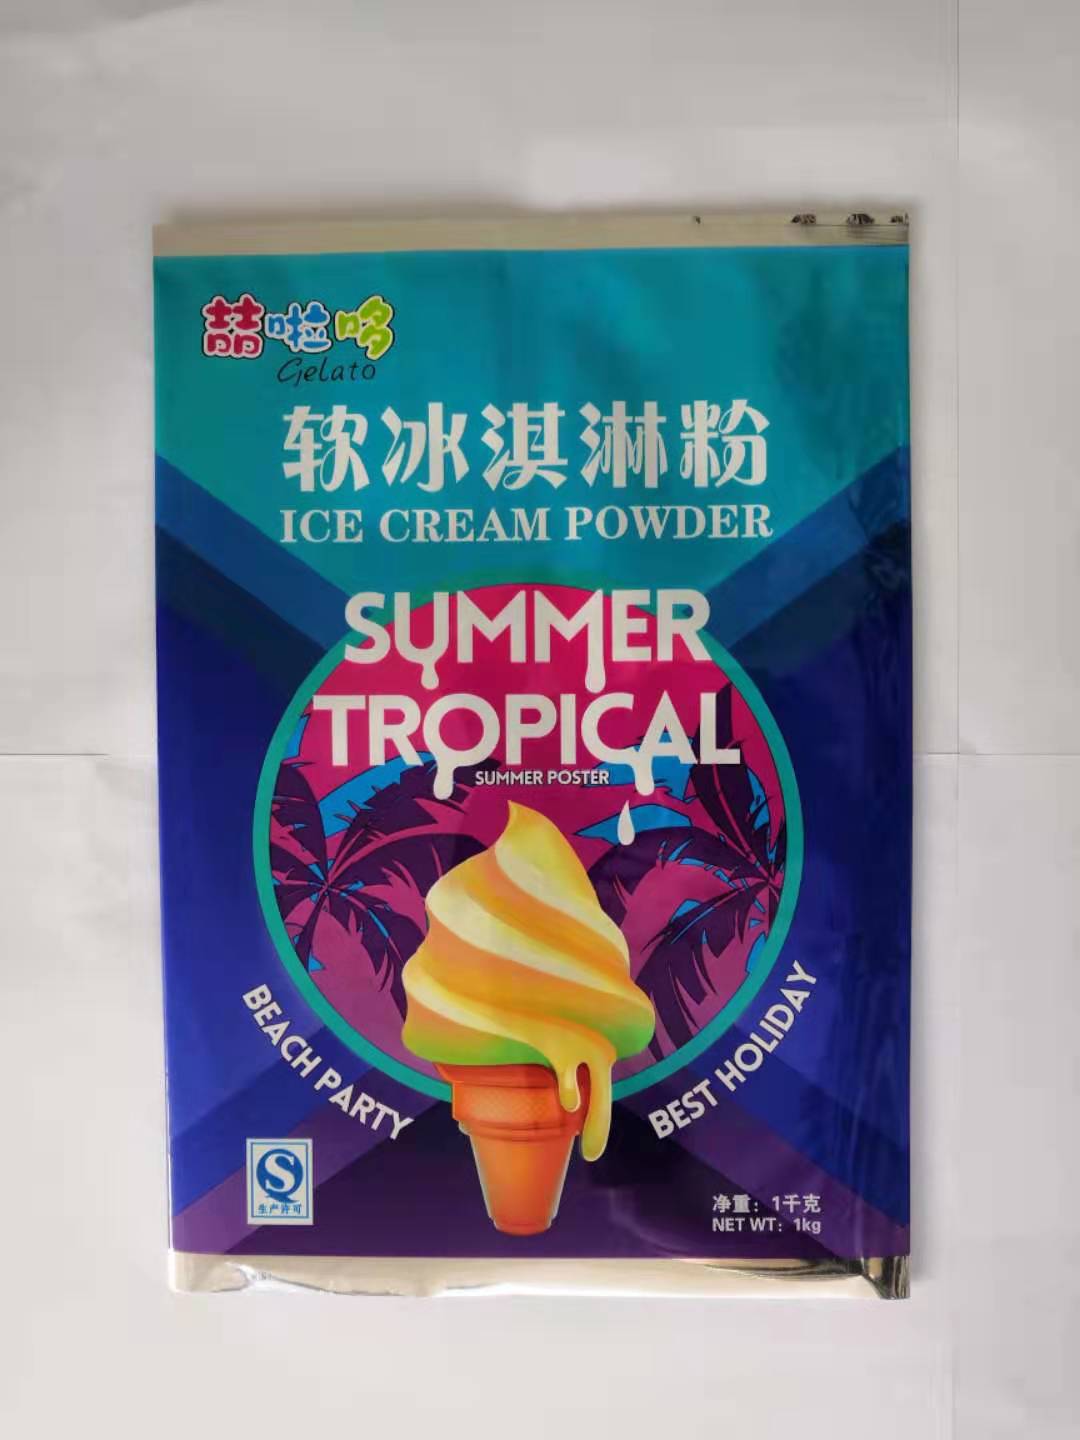 喆啦哆
Gelato
软冰淇淋粉
ICE CREAM POWDER
SUMMER
TROPICAL
SUMMER POSTER
BEACH PARTY
BEST HOLIDAY
生产许可
净重：1千克
NET WT：1kg